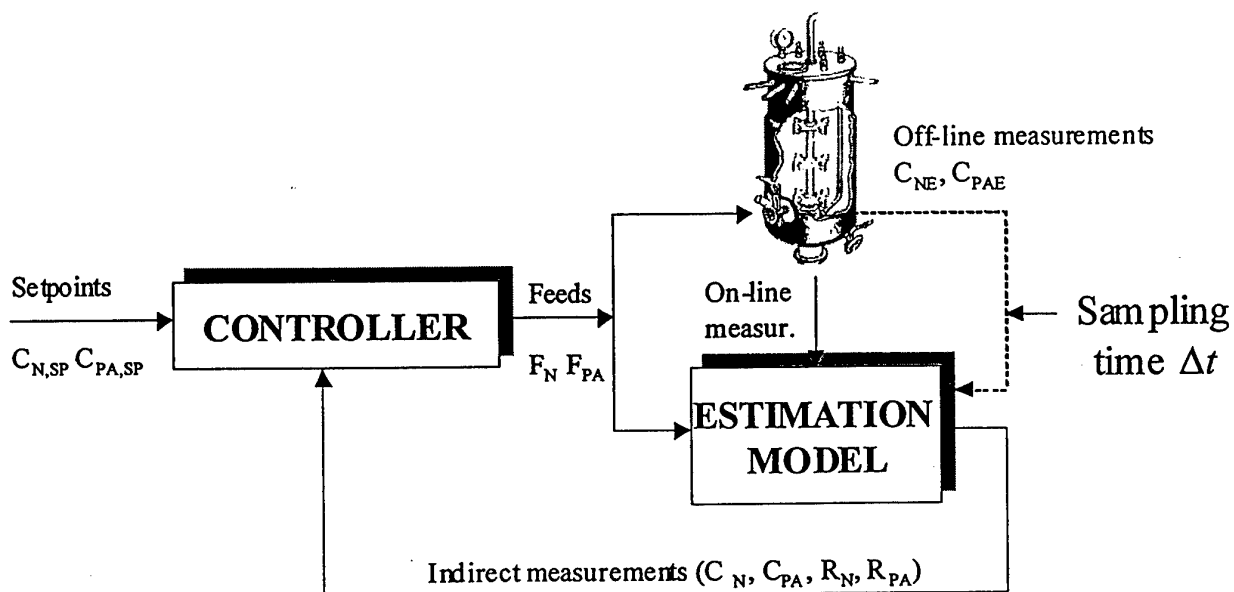 Off-line measurements
C_NE, C_PAE
Setpoints
C_N,SP C_PA,SP
CONTROLLER
Feeds
F_N F_PA
On-line
measur.
Sampling
time Δt
ESTIMATION
MODEL
Indirect measurements (C_N, C_PA, R_N, R_PA)